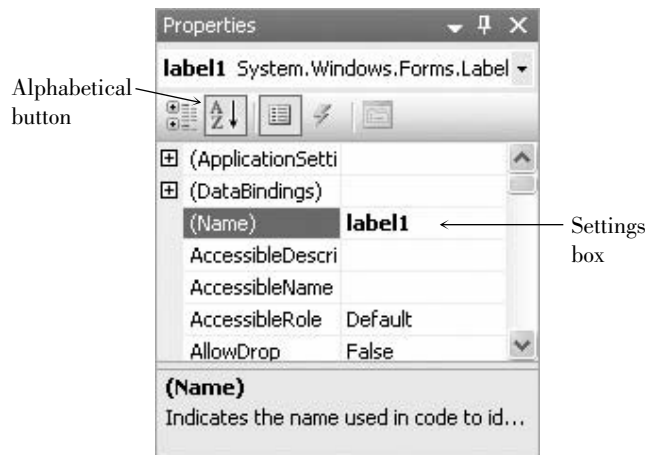 Properties
label1 System.Windows.Forms.Label
Alphabetical
button
A
Z
(ApplicationSetti
(DataBindings)
(Name) label1
Settings
box
AccessibleDescri
AccessibleName
AccessibleRole Default
AllowDrop False
(Name)
Indicates the name used in code to id...